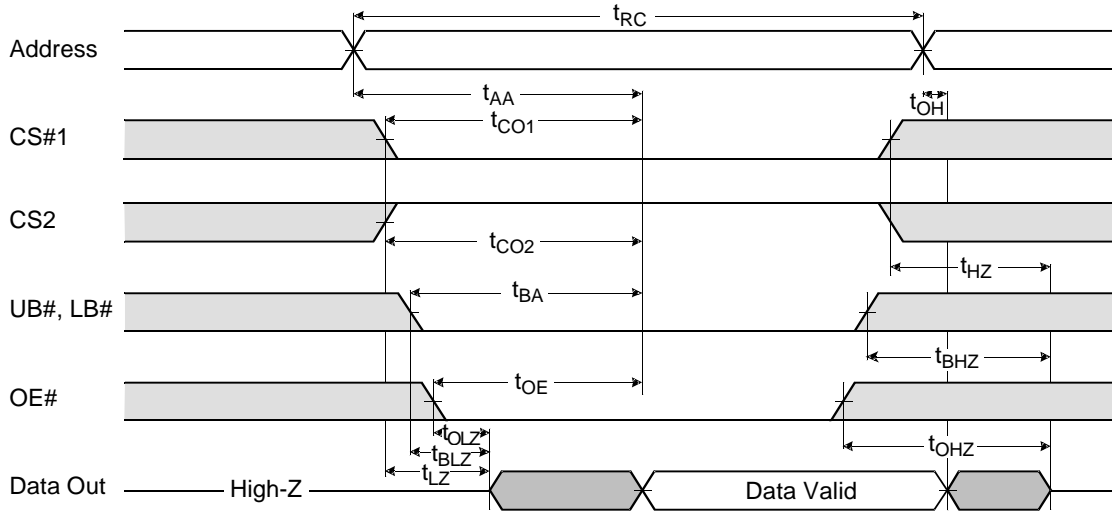 tRC
Address
tAA
tOH
tCO1
CS#1
CS2
tCO2
tHZ
tBA
UB#, LB#
tBHZ
tOE
OE#
tOLZ
tOHZ
tBLZ
tLZ
Data Out
High-Z
Data Valid